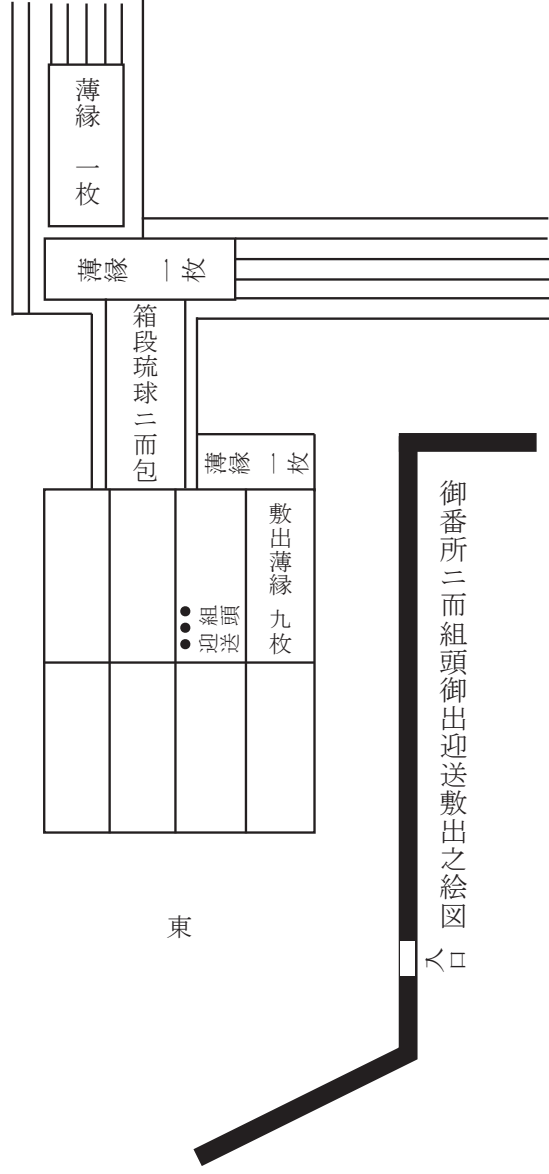 御番所ニ而組頭御出迎送敷出之絵図
入口
薄縁 一枚
薄縁 一枚
箱段琉球ニ而包
薄縁 一枚
敷出薄縁 九枚
組頭
迎送
東